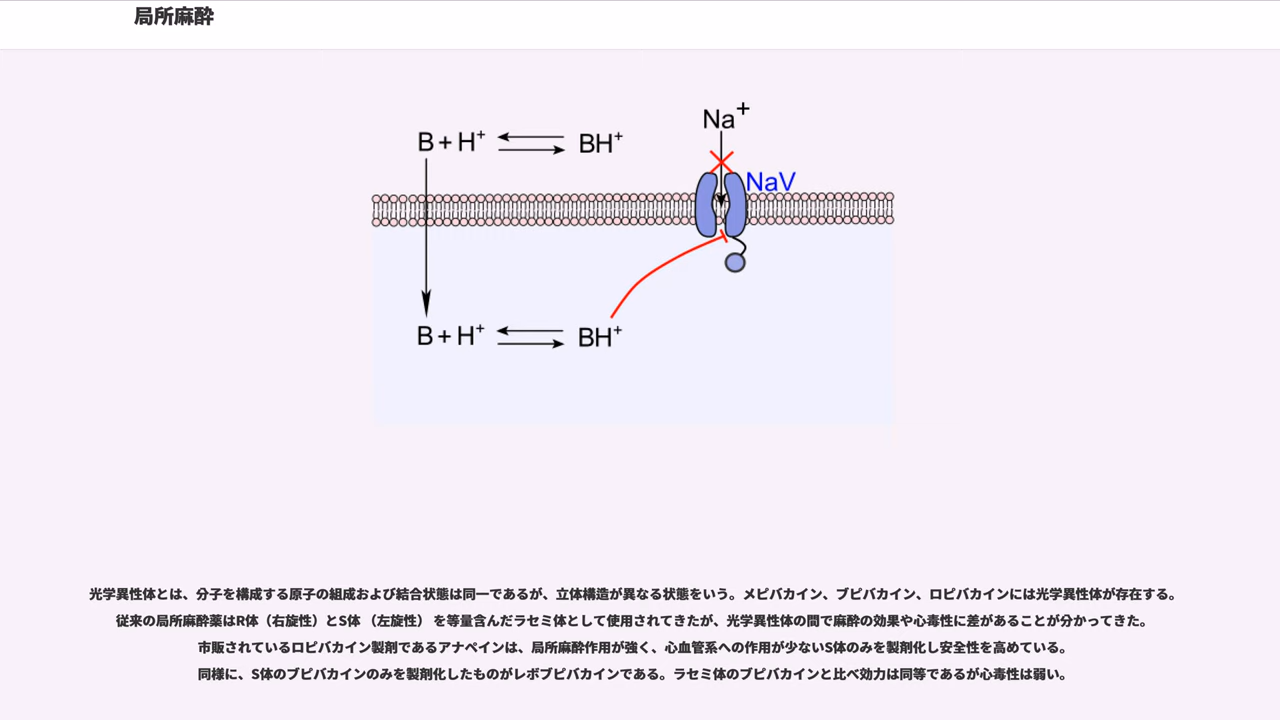 局所麻酔
Na+
B + H+ BH+
NaV
B + H+ BH+
光学異性体とは、分子を構成する原子の組成および結合状態は同一であるが、立体構造が異なる状態をいう。メピバカイン、ブピバカイン、ロピバカインには光学異性体が存在する。
従来の局所麻酔薬はR体（右旋性）とS体 （左旋性） を等量含んだラセミ体として使用されてきたが、光学異性体の間で麻酔の効果や心毒性に差があることが分かってきた。
市販されているロピバカイン製剤であるアナペインは、局所麻酔作用が強く、心血管系への作用が少ないS体のみを製剤化し安全性を高めている。
同様に、S体のブピバカインのみを製剤化したものがレボブピバカインである。ラセミ体のブピバカインと比べ効力は同等であるが心毒性は弱い。